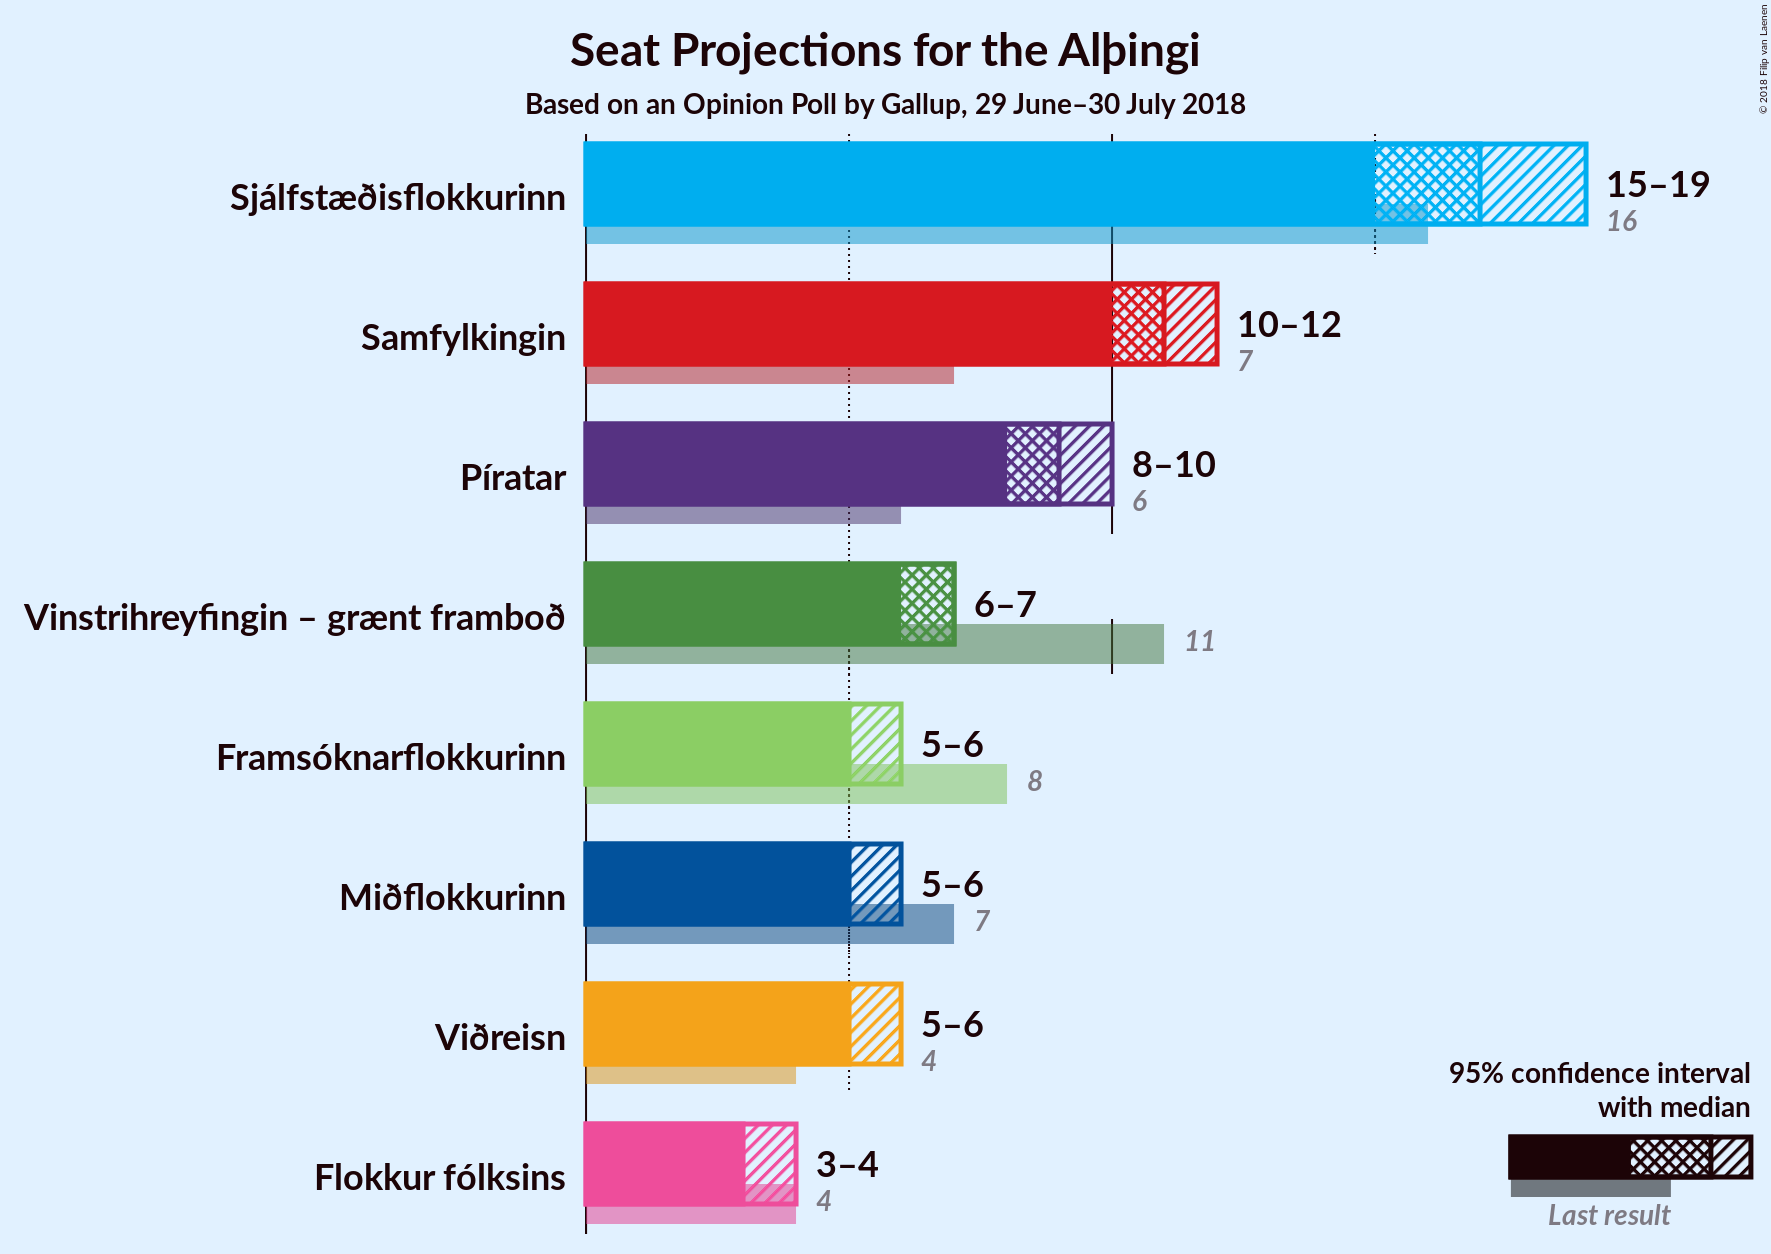 Seat Projections for the Alþingi
Based on an Opinion Poll by Gallup, 29 June–30 July 2018
© 2018 Filip van Laenen
Sjálfstæðisflokkurinn
15–19
16
Samfylkingin
10–12
7
Píratar
8–10
6
Vinstrihreyfingin – grænt framboð
6–7
11
Framsóknarflokkurinn
5–6
8
Miðflokkurinn
5–6
7
Viðreisn
5–6
4
Flokkur fólksins
3–4
4
95% confidence interval
with median
Last result